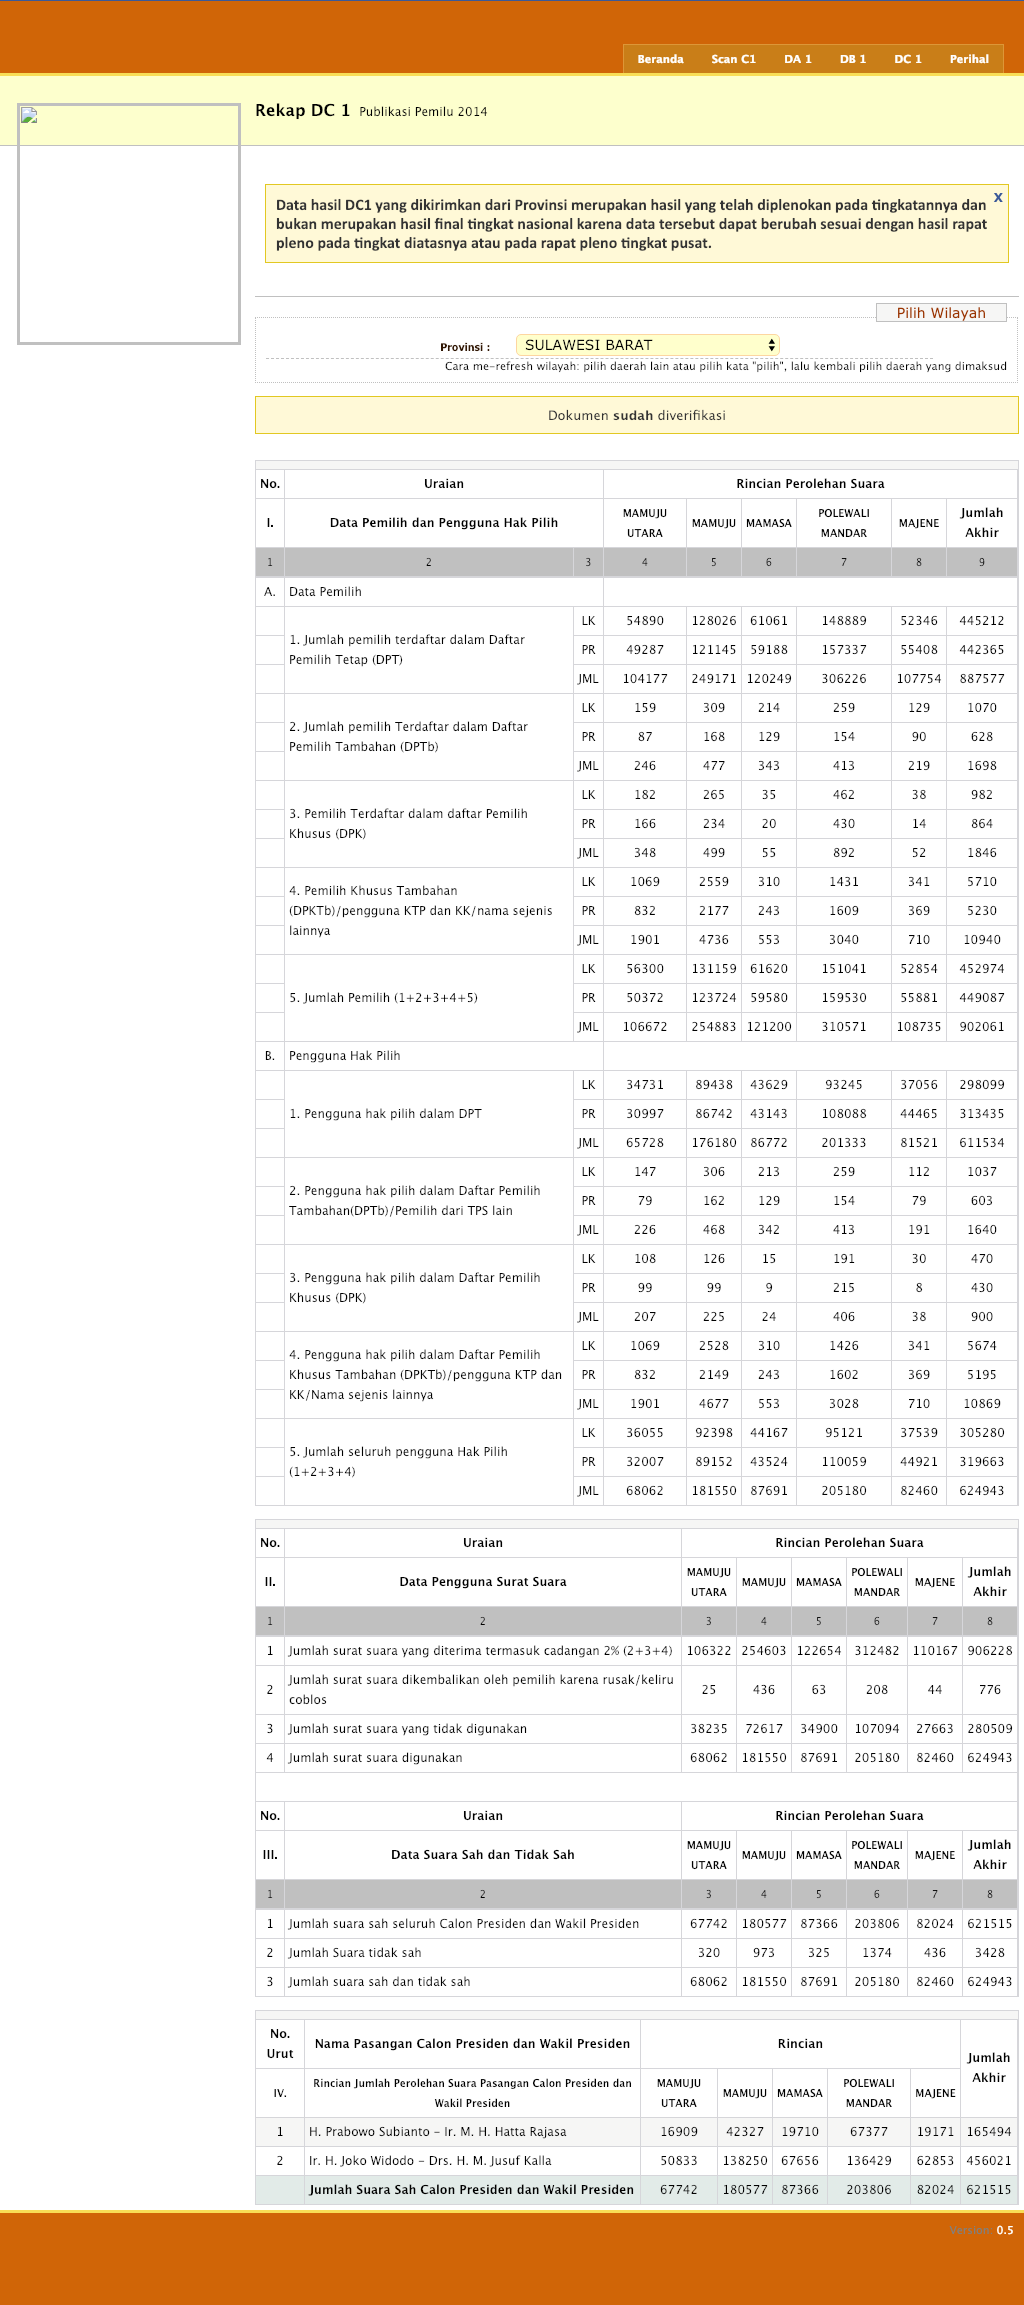 Beranda Scan C1 DA 1 DB 1 DC 1 Perihal
Rekap DC 1 Publikasi Pemilu 2014
x
Data hasil DC1 yang dikirimkan dari Provinsi merupakan hasil yang telah diplenokan pada tingkatannya dan
bukan merupakan hasil final tingkat nasional karena data tersebut dapat berubah sesuai dengan hasil rapat
pleno pada tingkat diatasnya atau pada rapat pleno tingkat pusat.
Pilih Wilayah
Provinsi : SULAWESI BARAT
Cara me-refresh wilayah: pilih daerah lain atau pilih kata "pilih", lalu kembali pilih daerah yang dimaksud
Dokumen sudah diverifikasi
No. Uraian Rincian Perolehan Suara
I. Data Pemilih dan Pengguna Hak Pilih MAMUJU UTARA MAMUJU MAMASA POLEWALI MANDAR MAJENE Jumlah Akhir
1 2 3 4 5 6 7 8 9
A. Data Pemilih
1. Jumlah pemilih terdaftar dalam Daftar
Pemilih Tetap (DPT)
LK 54890 128026 61061 148889 52346 445212
PR 49287 121145 59188 157337 55408 442365
JML 104177 249171 120249 306226 107754 887577
2. Jumlah pemilih Terdaftar dalam Daftar
Pemilih Tambahan (DPTb)
LK 159 309 214 259 129 1070
PR 87 168 129 154 90 628
JML 246 477 343 413 219 1698
3. Pemilih Terdaftar dalam daftar Pemilih
Khusus (DPK)
LK 182 265 35 462 38 982
PR 166 234 20 430 14 864
JML 348 499 55 892 52 1846
4. Pemilih Khusus Tambahan
(DPKTb)/pengguna KTP dan KK/nama sejenis
lainnya
LK 1069 2559 310 1431 341 5710
PR 832 2177 243 1609 369 5230
JML 1901 4736 553 3040 710 10940
5. Jumlah Pemilih (1+2+3+4+5)
LK 56300 131159 61620 151041 52854 452974
PR 50372 123724 59580 159530 55881 449087
JML 106672 254883 121200 310571 108735 902061
B. Pengguna Hak Pilih
1. Pengguna hak pilih dalam DPT
LK 34731 89438 43629 93245 37056 298099
PR 30997 86742 43143 108088 44465 313435
JML 65728 176180 86772 201333 81521 611534
2. Pengguna hak pilih dalam Daftar Pemilih
Tambahan(DPTb)/Pemilih dari TPS lain
LK 147 306 213 259 112 1037
PR 79 162 129 154 79 603
JML 226 468 342 413 191 1640
3. Pengguna hak pilih dalam Daftar Pemilih
Khusus (DPK)
LK 108 126 15 191 30 470
PR 99 99 9 215 8 430
JML 207 225 24 406 38 900
4. Pengguna hak pilih dalam Daftar Pemilih
Khusus Tambahan (DPKTb)/pengguna KTP dan
KK/Nama sejenis lainnya
LK 1069 2528 310 1426 341 5674
PR 832 2149 243 1602 369 5195
JML 1901 4677 553 3028 710 10869
5. Jumlah seluruh pengguna Hak Pilih
(1+2+3+4)
LK 36055 92398 44167 95121 37539 305280
PR 32007 89152 43524 110059 44921 319663
JML 68062 181550 87691 205180 82460 624943
No. Uraian Rincian Perolehan Suara
II. Data Pengguna Surat Suara MAMUJU UTARA MAMUJU MAMASA POLEWALI MANDAR MAJENE Jumlah Akhir
1 2 3 4 5 6 7 8
1 Jumlah surat suara yang diterima termasuk cadangan 2% (2+3+4) 106322 254603 122654 312482 110167 906228
2 Jumlah surat suara dikembalikan oleh pemilih karena rusak/keliru
coblos 25 436 63 208 44 776
3 Jumlah surat suara yang tidak digunakan 38235 72617 34900 107094 27663 280509
4 Jumlah surat suara digunakan 68062 181550 87691 205180 82460 624943
No. Uraian Rincian Perolehan Suara
III. Data Suara Sah dan Tidak Sah MAMUJU UTARA MAMUJU MAMASA POLEWALI MANDAR MAJENE Jumlah Akhir
1 2 3 4 5 6 7 8
1 Jumlah suara sah seluruh Calon Presiden dan Wakil Presiden 67742 180577 87366 203806 82024 621515
2 Jumlah Suara tidak sah 320 973 325 1374 436 3428
3 Jumlah suara sah dan tidak sah 68062 181550 87691 205180 82460 624943
No. Urut Nama Pasangan Calon Presiden dan Wakil Presiden Rincian Jumlah Akhir
IV. Rincian Jumlah Perolehan Suara Pasangan Calon Presiden dan
Wakil Presiden MAMUJU UTARA MAMUJU MAMASA POLEWALI MANDAR MAJENE
1 H. Prabowo Subianto - Ir. M. H. Hatta Rajasa 16909 42327 19710 67377 19171 165494
2 Ir. H. Joko Widodo - Drs. H. M. Jusuf Kalla 50833 138250 67656 136429 62853 456021
Jumlah Suara Sah Calon Presiden dan Wakil Presiden 67742 180577 87366 203806 82024 621515
Version 0.5